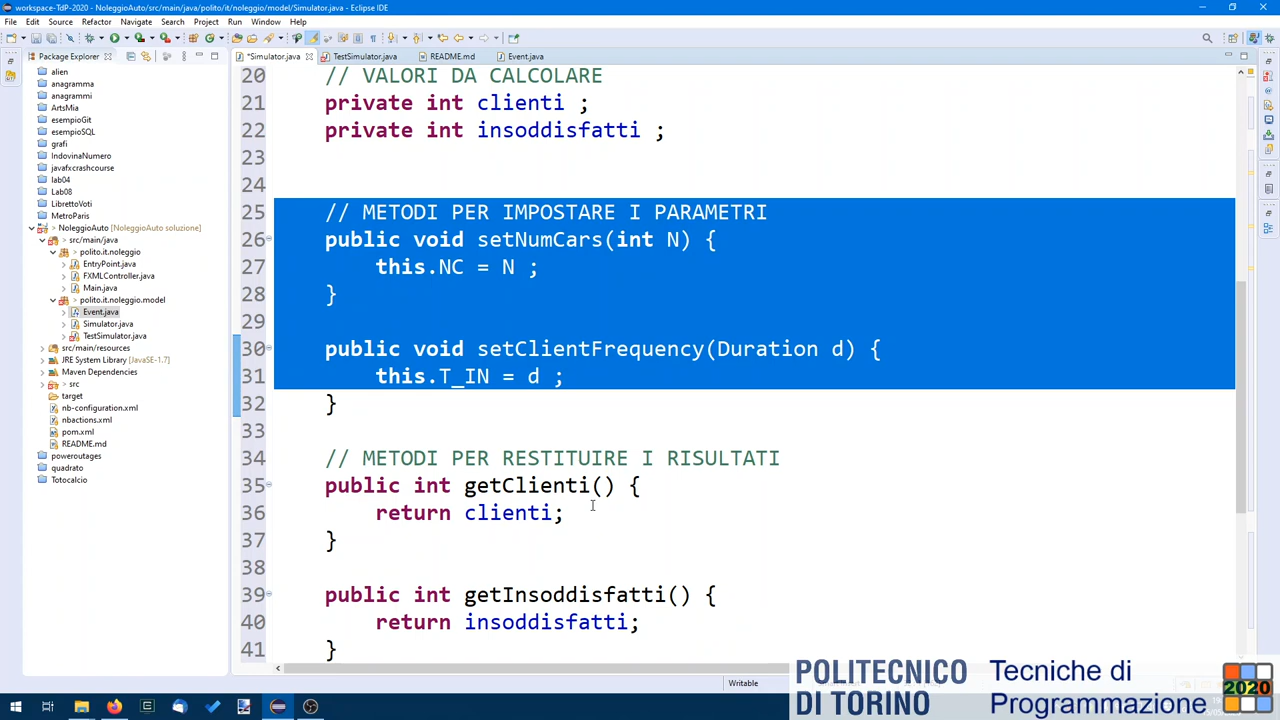 workspace-TdP-2020 - NoleggioAuto/src/main/java/polito/it/noleggio/model/Simulator.java - Eclipse IDE
File Edit Source Refactor Navigate Search Project Run Window Help
Package Explorer
*Simulator.java TestSimulator.java README.md Event.java
alien
anagramma
anagrammi
ArtsMia
esempioGit
esempioSQL
grafi
IndovinaNumero
javafxcrashcourse
lab04
Lab08
LibrettoVoti
MetroParis
NoleggioAuto [NoleggioAuto soluzione]
src/main/java
polito.it.noleggio
EntryPoint.java
FXMLController.java
Main.java
polito.it.noleggio.model
Event.java
Simulator.java
TestSimulator.java
src/main/resources
JRE System Library [JavaSE-1.7]
Maven Dependencies
src
target
nb-configuration.xml
nbactions.xml
pom.xml
README.md
poweroutages
quadrato
Totocalcio
20 // VALORI DA CALCOLARE
21 private int clienti ;
22 private int insoddisfatti ;
23
24
25 // METODI PER IMPOSTARE I PARAMETRI
26 public void setNumCars(int N) {
27 this.NC = N ;
28 }
29
30 public void setClientFrequency(Duration d) {
31 this.T_IN = d ;
32 }
33
34 // METODI PER RESTITUIRE I RISULTATI
35 public int getClienti() {
36 return clienti;
37 }
38
39 public int getInsoddisfatti() {
40 return insoddisfatti;
41 }
Writable
POLITECNICO
DI TORINO
Tecniche di
Programmazione
2020